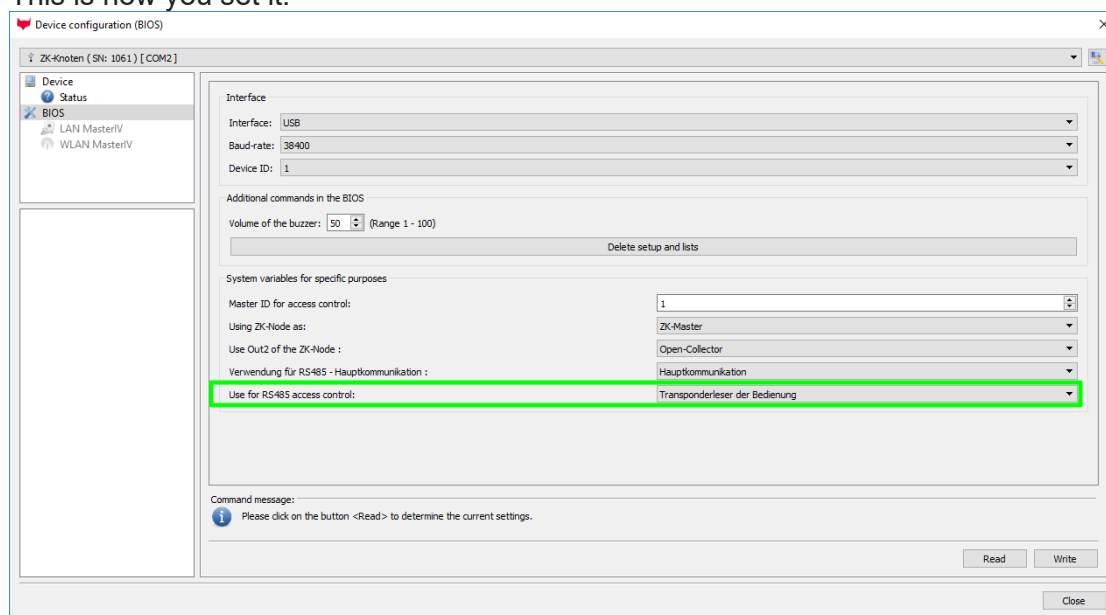 This is how you set it:
Device configuration (BIOS)
ZK-Knoten ( SN: 1061 ) [ COM2 ]
Device
Status
BIOS
LAN MasterIV
WLAN MasterIV
Interface
Interface: USB
Baud-rate: 38400
Device ID: 1
Additional commands in the BIOS
Volume of the buzzer: 50 (Range 1 - 100)
Delete setup and lists
System variables for specific purposes
Master ID for access control: 1
Using ZK-Node as: ZK-Master
Use Out2 of the ZK-Node : Open-Collector
Verwendung für RS485 - Hauptkommunikation : Hauptkommunikation
Use for RS485 access control: Transponderleser der Bedienung
Command message:
Please click on the button <Read> to determine the current settings.
Read Write
Close